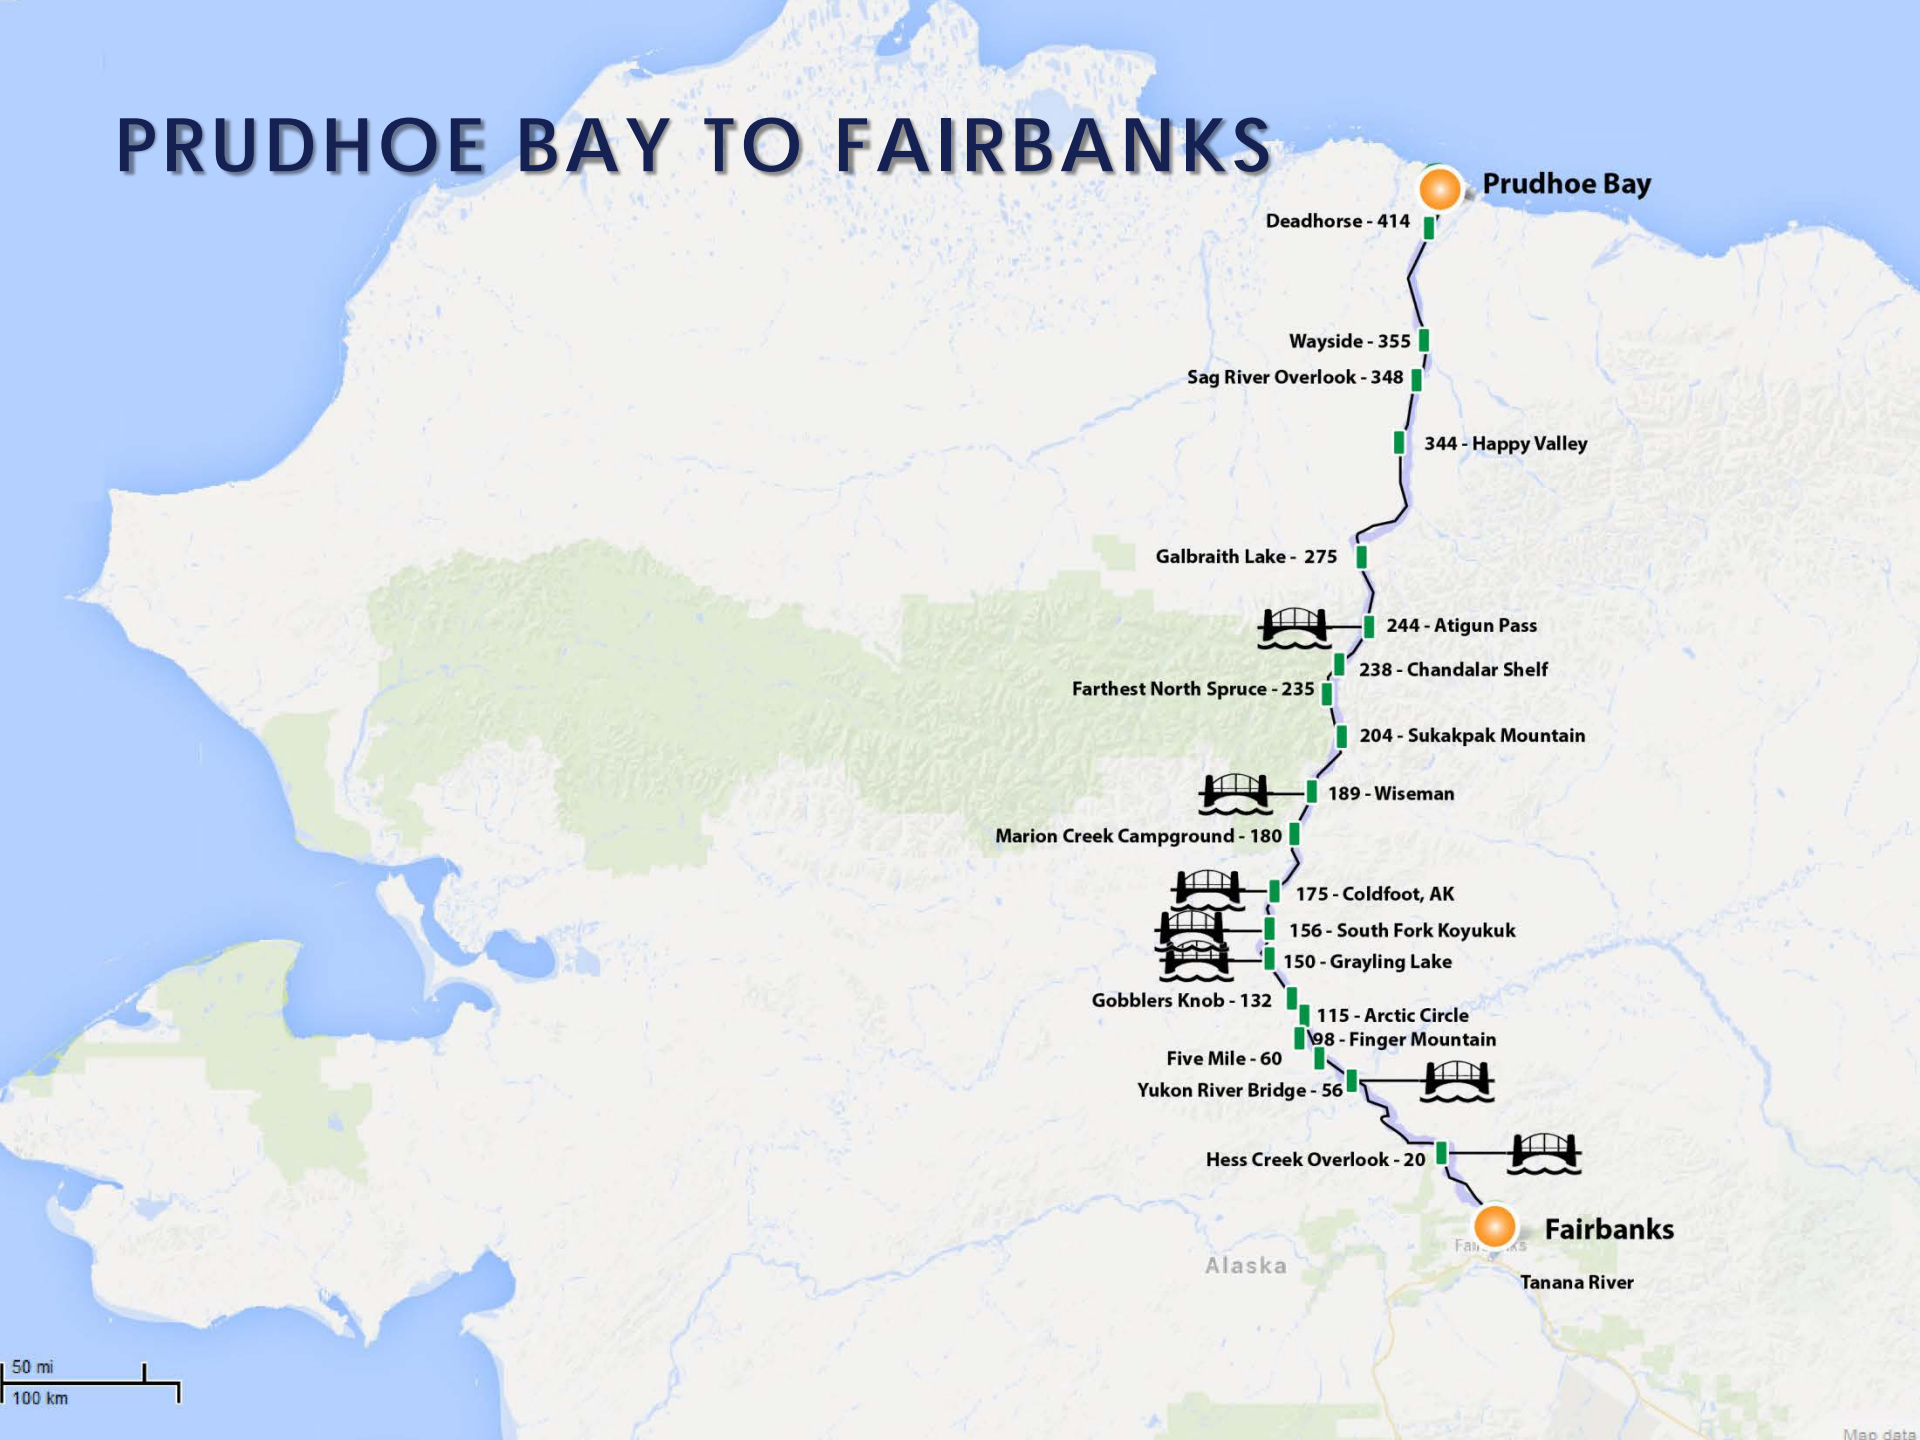 PRUDHOE BAY TO FAIRBANKS
Prudhoe Bay
Deadhorse - 414
Wayside - 355
Sag River Overlook - 348
344 - Happy Valley
Galbraith Lake - 275
244 - Atigun Pass
238 - Chandalar Shelf
Farthest North Spruce - 235
204 - Sukakpak Mountain
189 - Wiseman
Marion Creek Campground - 180
175 - Coldfoot, AK
156 - South Fork Koyukuk
150 - Grayling Lake
Gobblers Knob - 132
115 - Arctic Circle
98 - Finger Mountain
Five Mile - 60
Yukon River Bridge - 56
Hess Creek Overlook - 20
Fairbanks
Alaska
Tanana River
50 mi
100 km
Map data